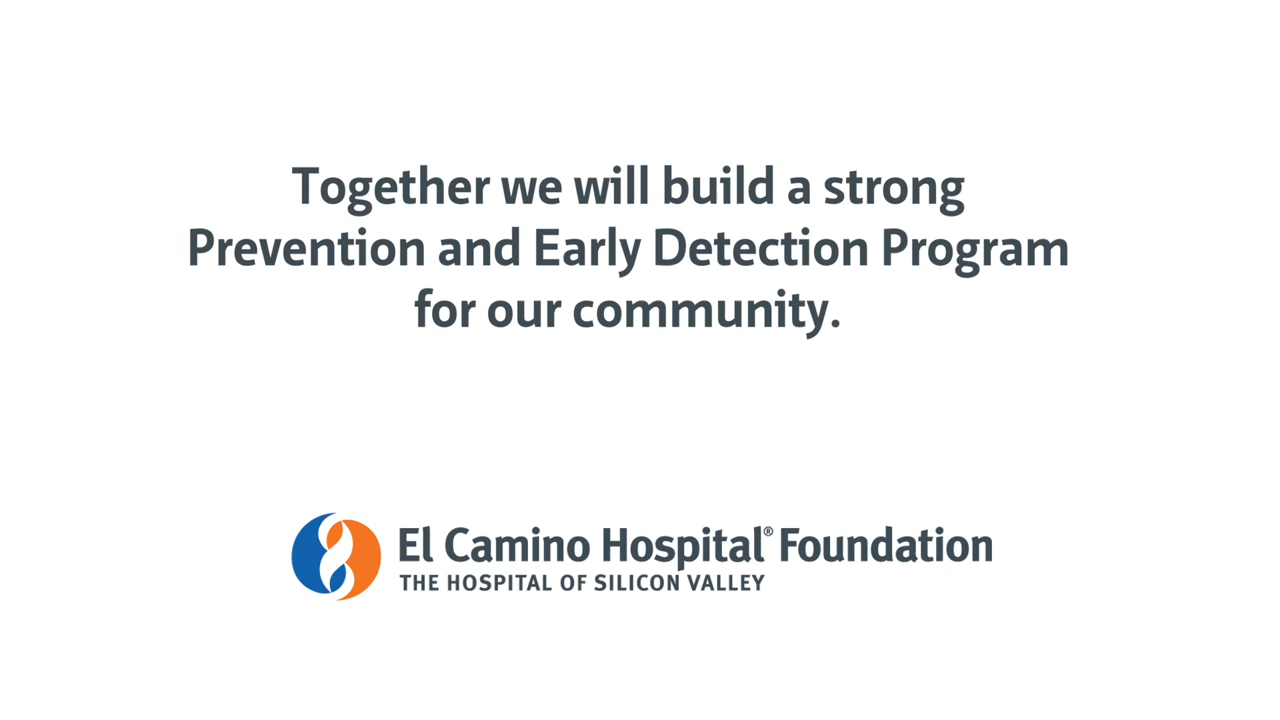 Together we will build a strong
Prevention and Early Detection Program
for our community.
El Camino Hospital® Foundation
THE HOSPITAL OF SILICON VALLEY